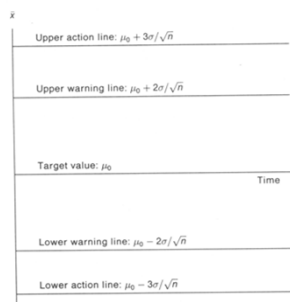 x̄
Upper action line: μ₀ + 3σ/√n
Upper warning line: μ₀ + 2σ/√n
Target value: μ₀
Time
Lower warning line: μ₀ − 2σ/√n
Lower action line: μ₀ − 3σ/√n